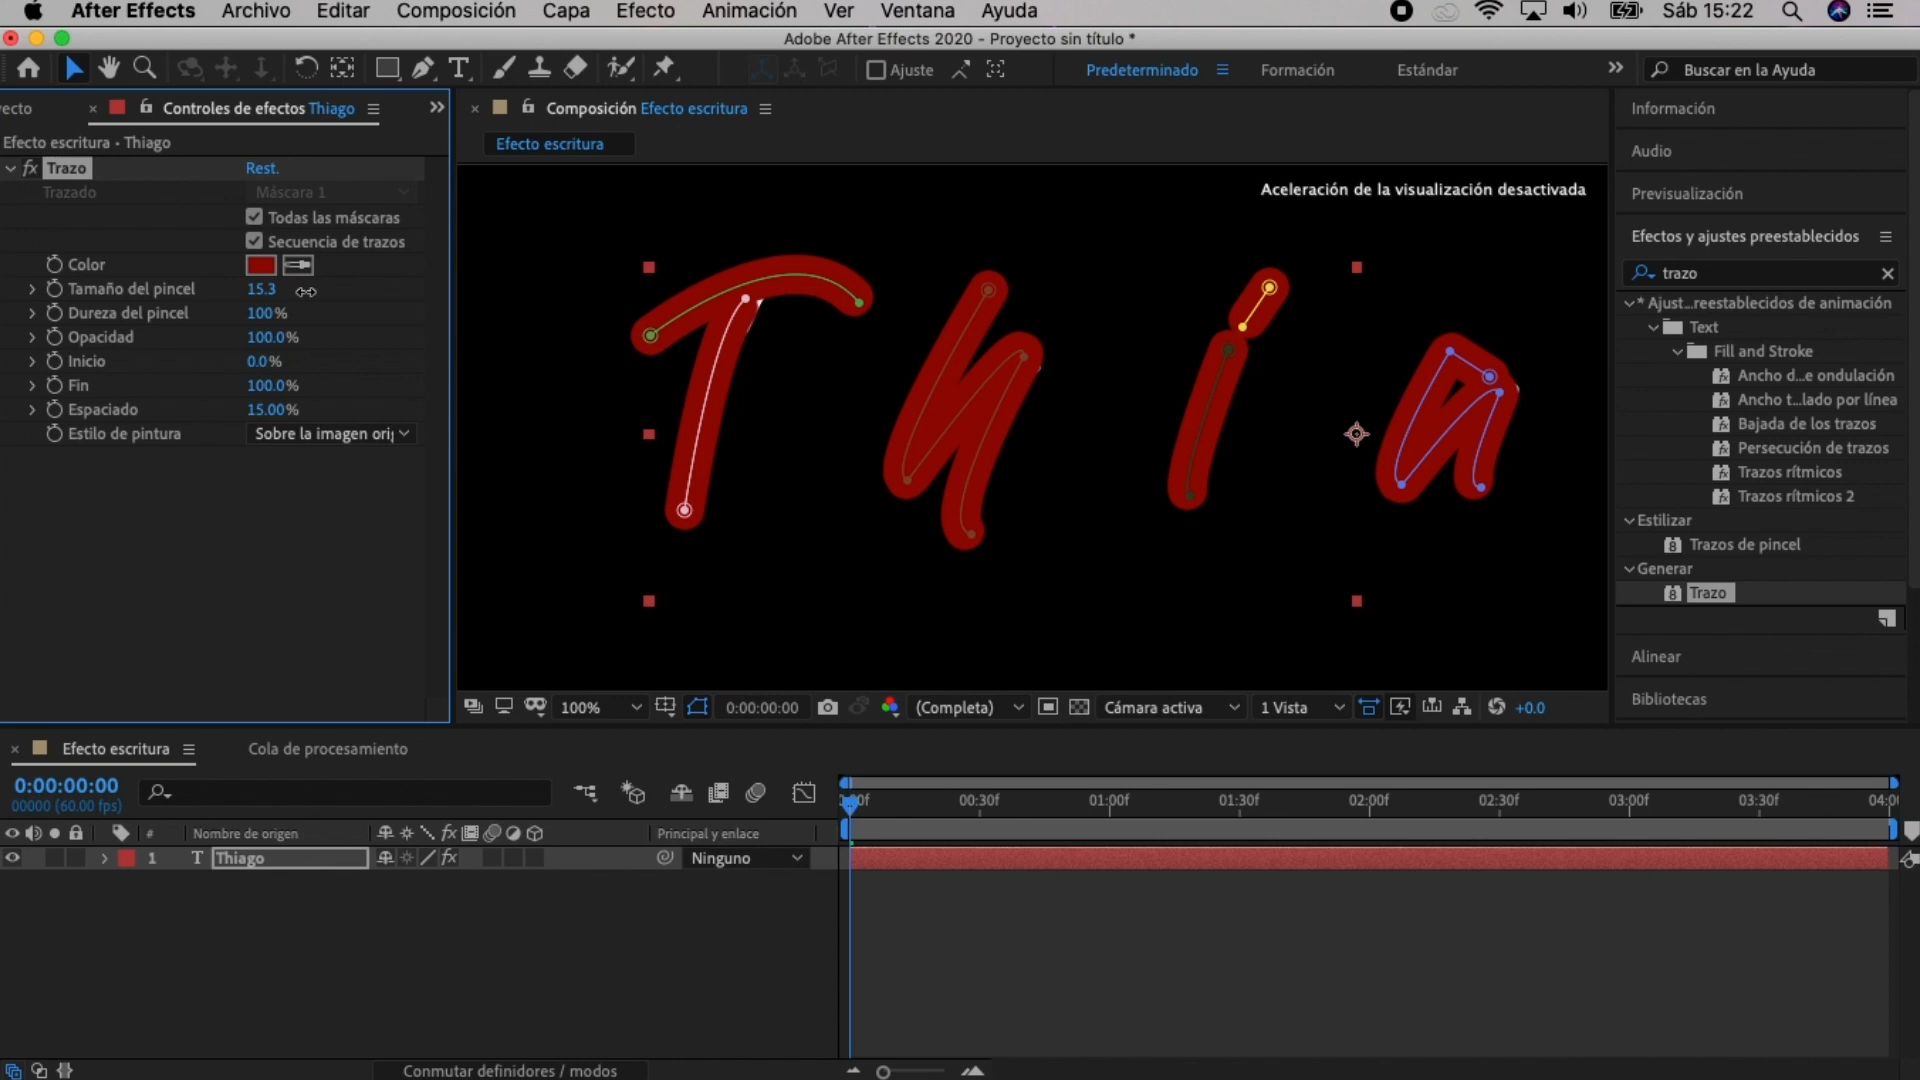 After Effects Archivo Editar Composición Capa Efecto Animación Ver Ventana Ayuda Sáb 15:22
Adobe After Effects 2020 - Proyecto sin título *
Ajuste Predeterminado Formación Estándar Buscar en la Ayuda
yecto Controles de efectos Thiago
Composición Efecto escritura
Efecto escritura
Efecto escritura • Thiago
fx Trazo Rest.
Trazado Máscara 1
Todas las máscaras
Secuencia de trazos
Color
Tamaño del pincel 15.3
Dureza del pincel 100%
Opacidad 100.0%
Inicio 0.0%
Fin 100.0%
Espaciado 15.00%
Estilo de pintura Sobre la imagen ori
Aceleración de la visualización desactivada
100% 0:00:00:00 (Completa) Cámara activa 1 Vista +0.0
Información
Audio
Previsualización
Efectos y ajustes preestablecidos
trazo
* Ajust...reestablecidos de animación
Text
Fill and Stroke
Ancho d...e ondulación
Ancho t...lado por línea
Bajada de los trazos
Persecución de trazos
Trazos rítmicos
Trazos rítmicos 2
Estilizar
Trazos de pincel
Generar
Trazo
Alinear
Bibliotecas
Efecto escritura Cola de procesamiento
0:00:00:00
00000 (60.00 fps)
00:30f 01:00f 01:30f 02:00f 02:30f 03:00f 03:30f
# Nombre de origen fx Principal y enlace
1 T Thiago fx Ninguno
Conmutar definidores / modos